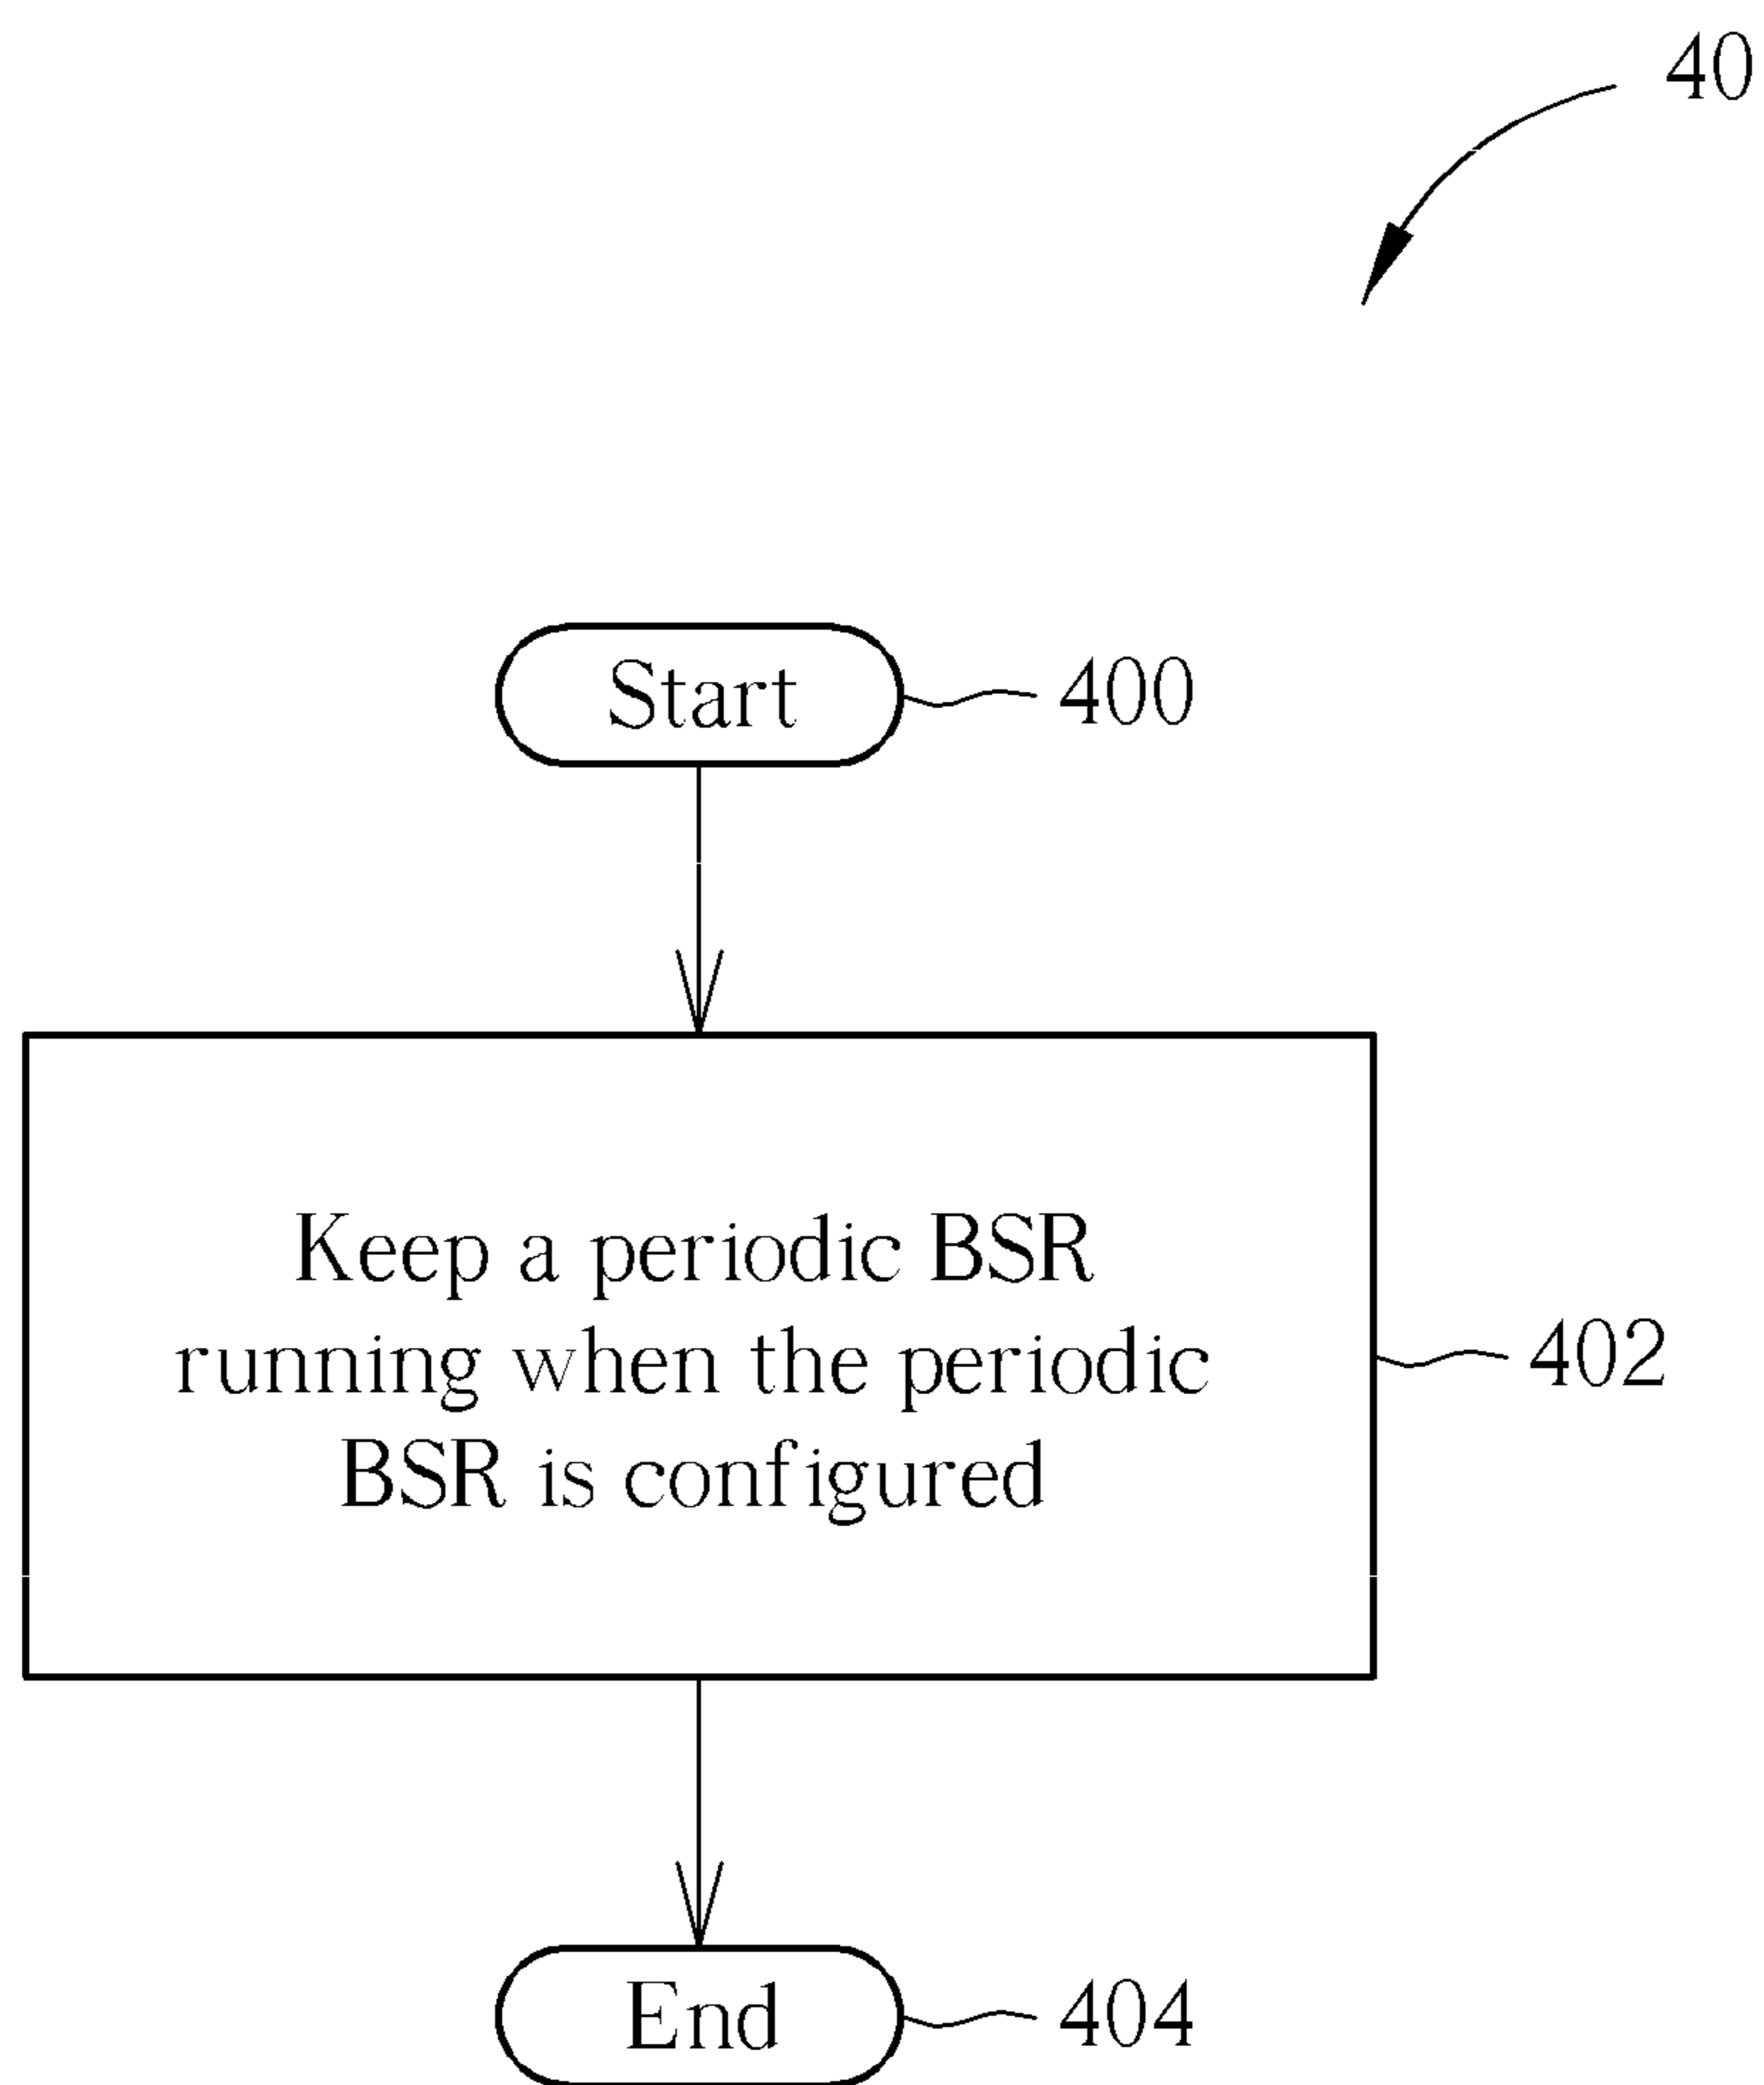 40
Start
400
Keep a periodic BSR
running when the periodic
BSR is configured
402
End
404